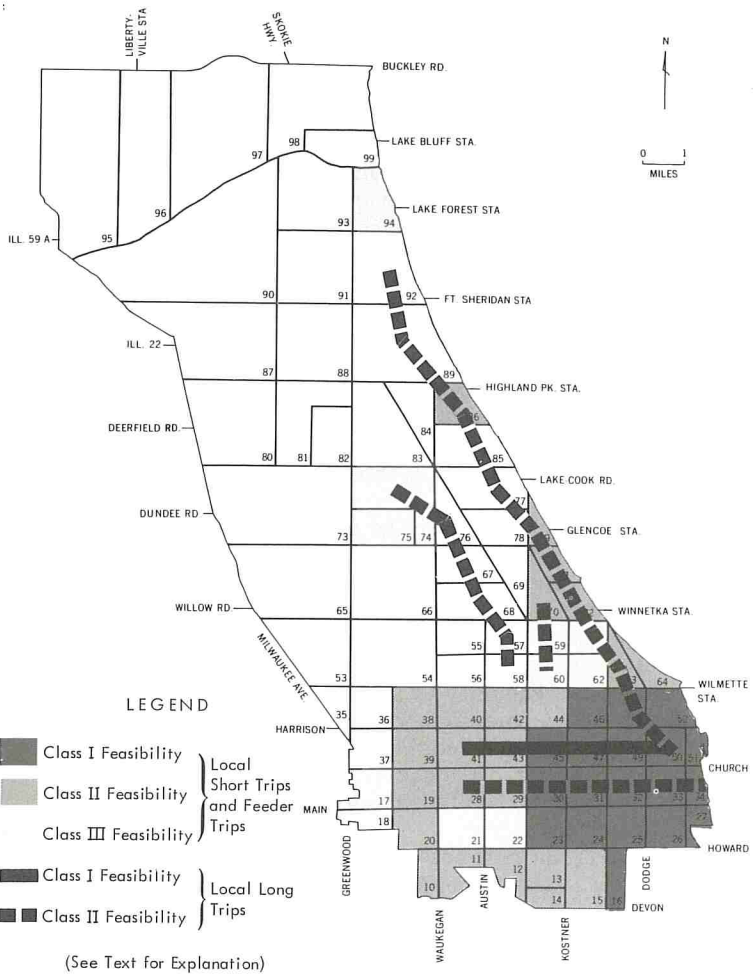 LIBERTY-
VILLE STA
SKOKIE
HWY.
BUCKLEY RD.
N
98
LAKE BLUFF STA.
0 1
MILES
97
99
LAKE FOREST STA
96
93
94
ILL. 59 A
95
90
91
92
FT. SHERIDAN STA
ILL. 22
87
88
89
HIGHLAND PK. STA.
86
DEERFIELD RD.
84
80
81
82
83
85
LAKE-COOK RD.
77
DUNDEE RD
GLENCOE STA.
73
75
74
76
78
67
69
70
WILLOW RD.
65
66
68
WINNETKA STA.
55
57
59
MILWAUKEE AVE.
53
54
56
58
60
62
63
64
WILMETTE
STA.
LEGEND
35
36
38
40
42
44
46
52
HARRISON
Class I Feasibility
Local
Short Trips
and Feeder
Trips
37
39
41
43
45
47
49
50
51
CHURCH
Class II Feasibility
17
19
28
29
30
31
32
33
34
MAIN
27
Class III Feasibility
18
20
21
22
23
24
25
26
HOWARD
Class I Feasibility
Local Long
Trips
GREENWOOD
11
12
13
DODGE
10
AUSTIN
14
15
16
DEVON
Class II Feasibility
WAUKEGAN
KOSTNER
(See Text for Explanation)